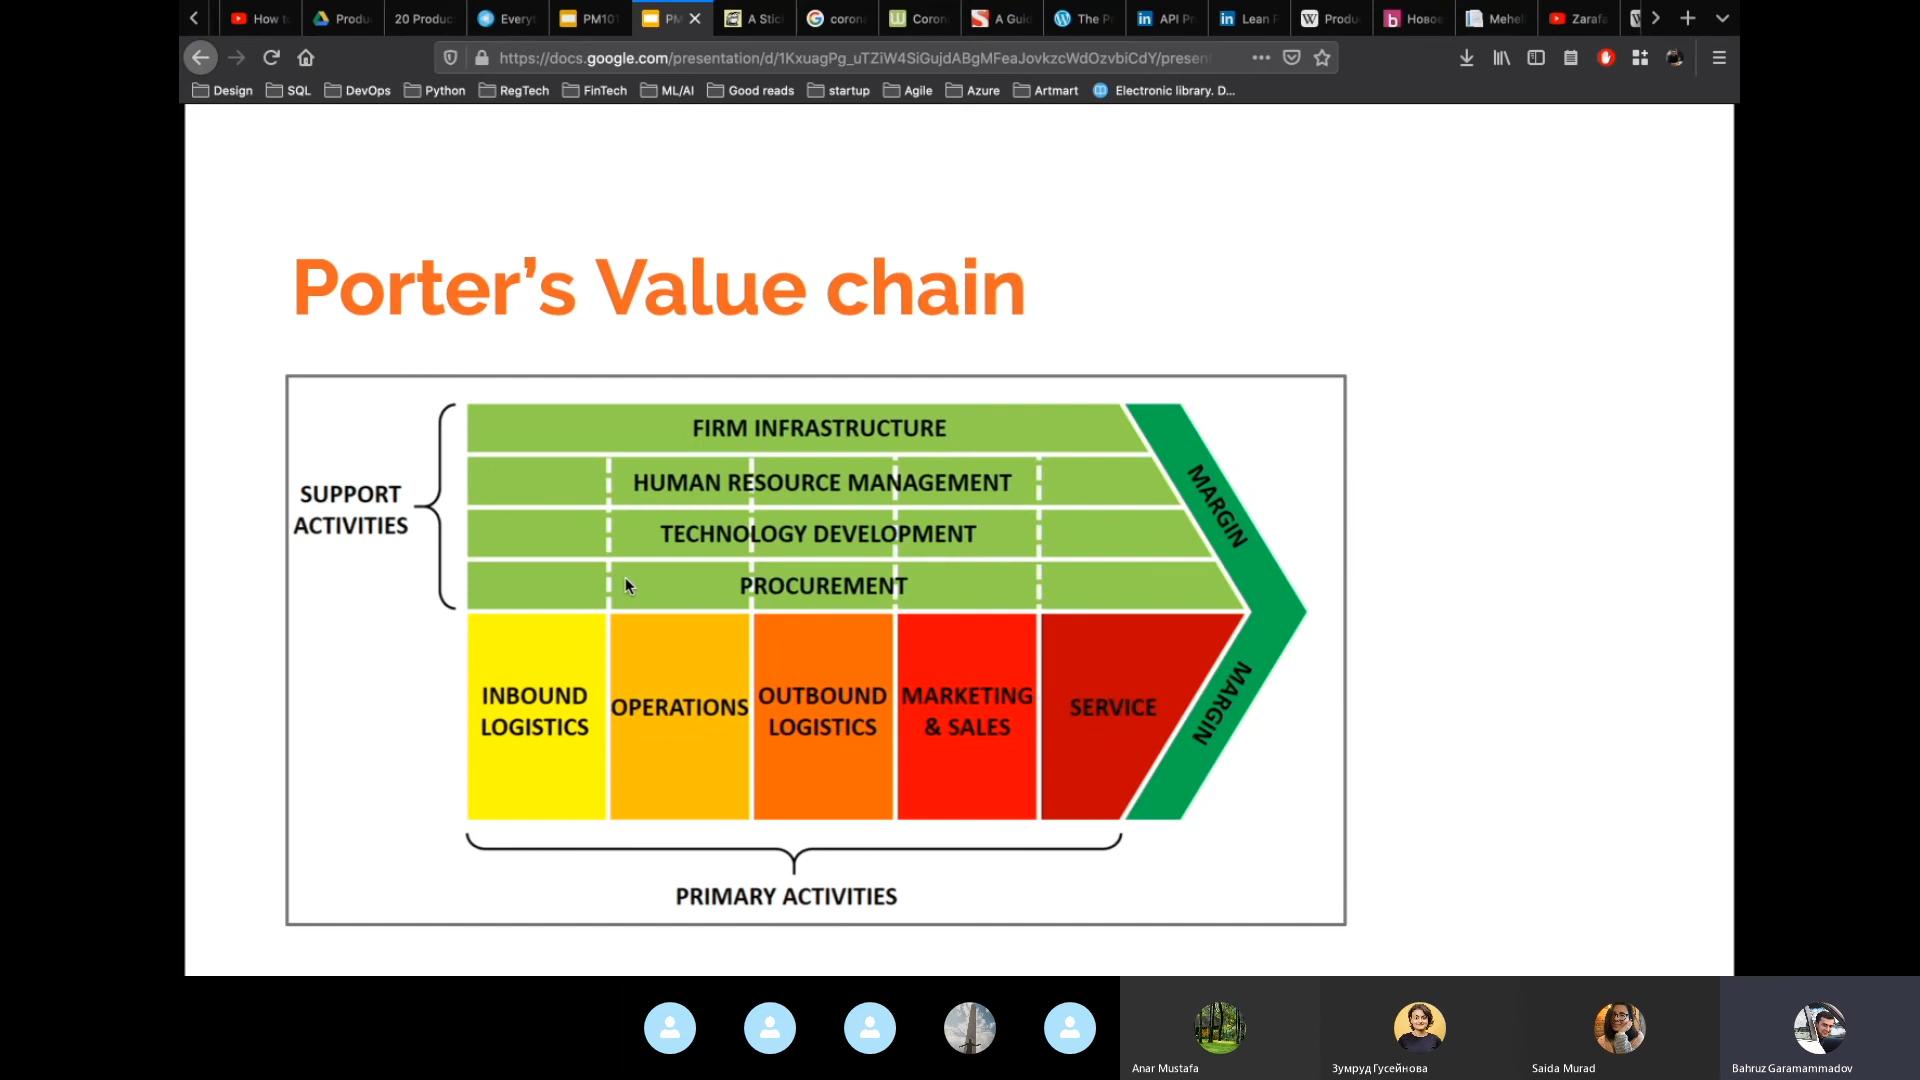 How t
Produ
20 Produc
Everyt
PM101
PM
A Stic
coron
Coron
A Guid
The Pr
API Pr
Lean P
Produ
Новое
Mehe
Zarafa
https://docs.google.com/presentation/d/1KxuagPg_uTZiW4SiGujdABgMFeaJovkzcWdOzvbiCdY/presen
Design SQL DevOps Python RegTech FinTech ML/AI Good reads startup Agile Azure Artmart Electronic library. D...
Porter’s Value chain
SUPPORT
ACTIVITIES
FIRM INFRASTRUCTURE
HUMAN RESOURCE MANAGEMENT
TECHNOLOGY DEVELOPMENT
PROCUREMENT
MARGIN
INBOUND
LOGISTICS
OPERATIONS
OUTBOUND
LOGISTICS
MARKETING
& SALES
SERVICE
MARGIN
PRIMARY ACTIVITIES
Anar Mustafa
Зумруд Гусейнова
Saida Murad
Bahruz Garamammadov